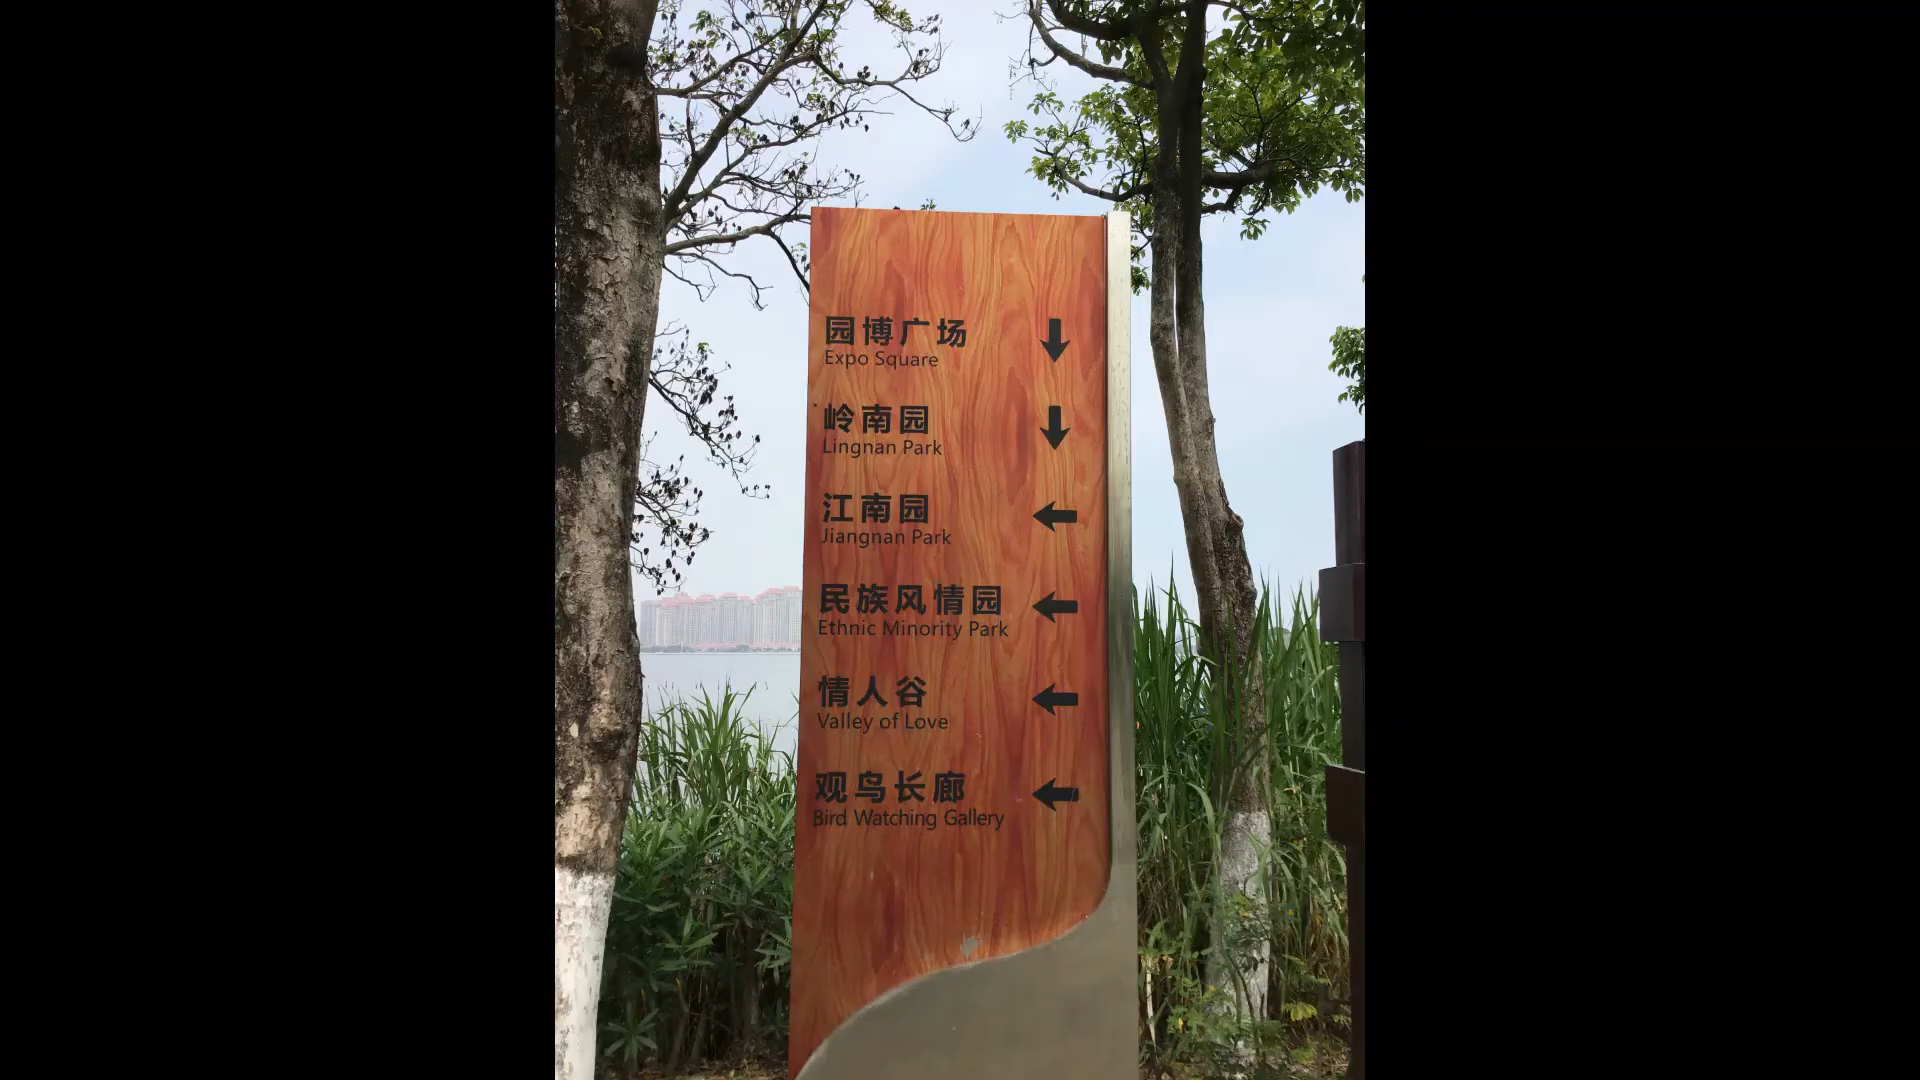 园博广场
Expo Square
岭南园
Lingnan Park
江南园
Jiangnan Park
民族风情园
Ethnic Minority Park
情人谷
Valley of Love
观鸟长廊
Bird Watching Gallery